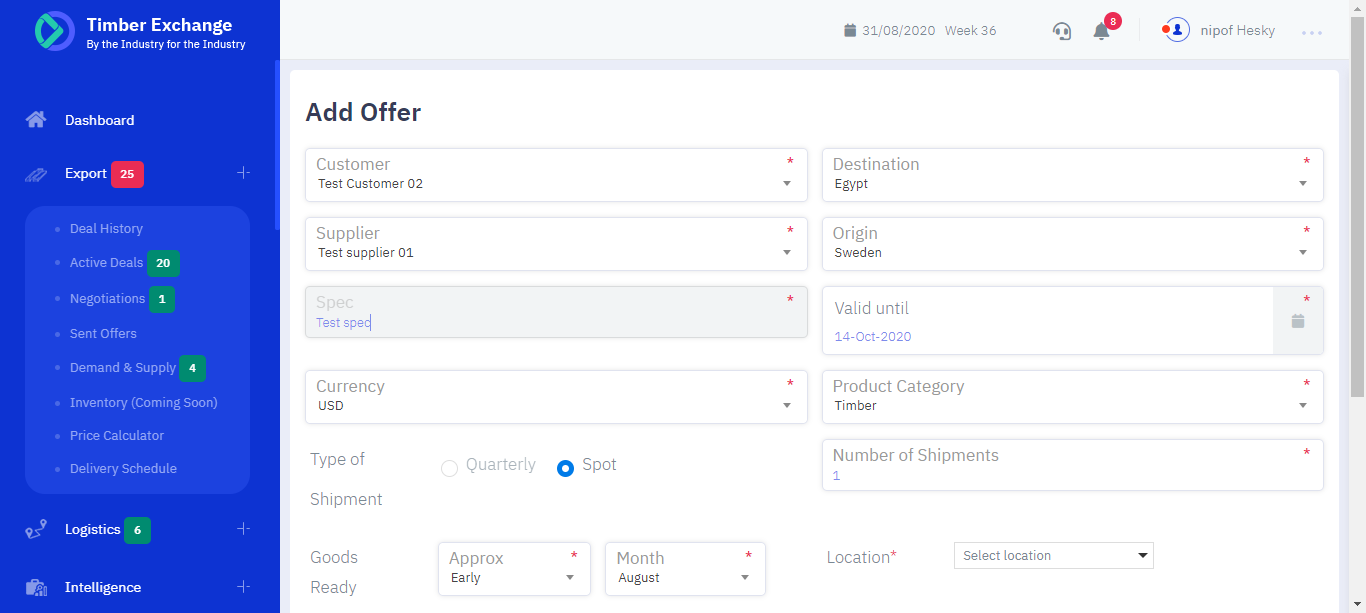 Timber Exchange
By the Industry for the Industry
31/08/2020 Week 36
8
nipof Hesky
Dashboard
Export 25
Deal History
Active Deals 20
Negotiations 1
Sent Offers
Demand & Supply 4
Inventory (Coming Soon)
Price Calculator
Delivery Schedule
Logistics 6
Intelligence
Add Offer
Customer *
Test Customer 02
Destination *
Egypt
Supplier *
Test supplier 01
Origin *
Sweden
Spec *
Test spec
Valid until *
14-Oct-2020
Currency *
USD
Product Category *
Timber
Type of
Shipment
Quarterly
Spot
Number of Shipments *
1
Goods
Ready
Approx *
Early
Month *
August
Location*
Select location